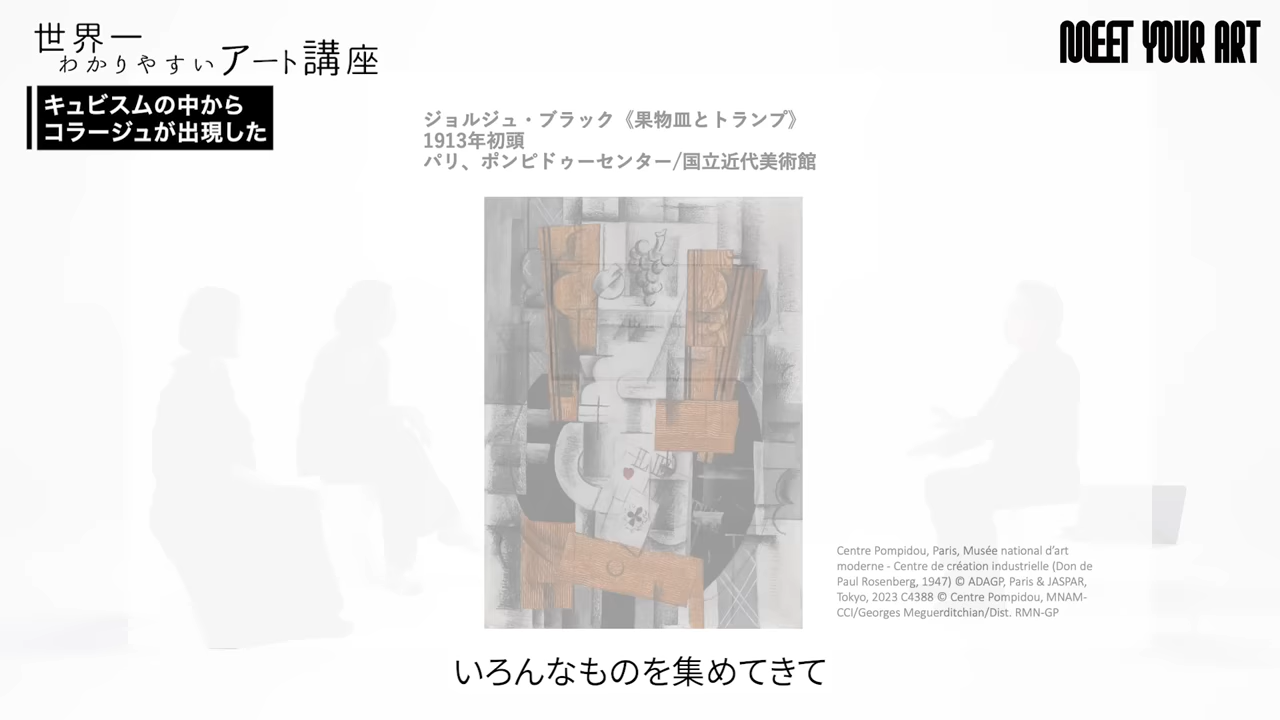 世界一
わかりやすいアート講座
MEET YOUR ART
キュビスムの中から
コラージュが出現した
ジョルジュ・ブラック《果物皿とトランプ》
1913年初頭
パリ、ポンピドゥーセンター/国立近代美術館
Centre Pompidou, Paris, Musée national d’art
moderne - Centre de création industrielle (Don de
Paul Rosenberg, 1947) © ADAGP, Paris & JASPAR,
Tokyo, 2023 C4388 © Centre Pompidou, MNAM-
CCI/Georges Meguerditchian/Dist. RMN-GP
いろんなものを集めてきて